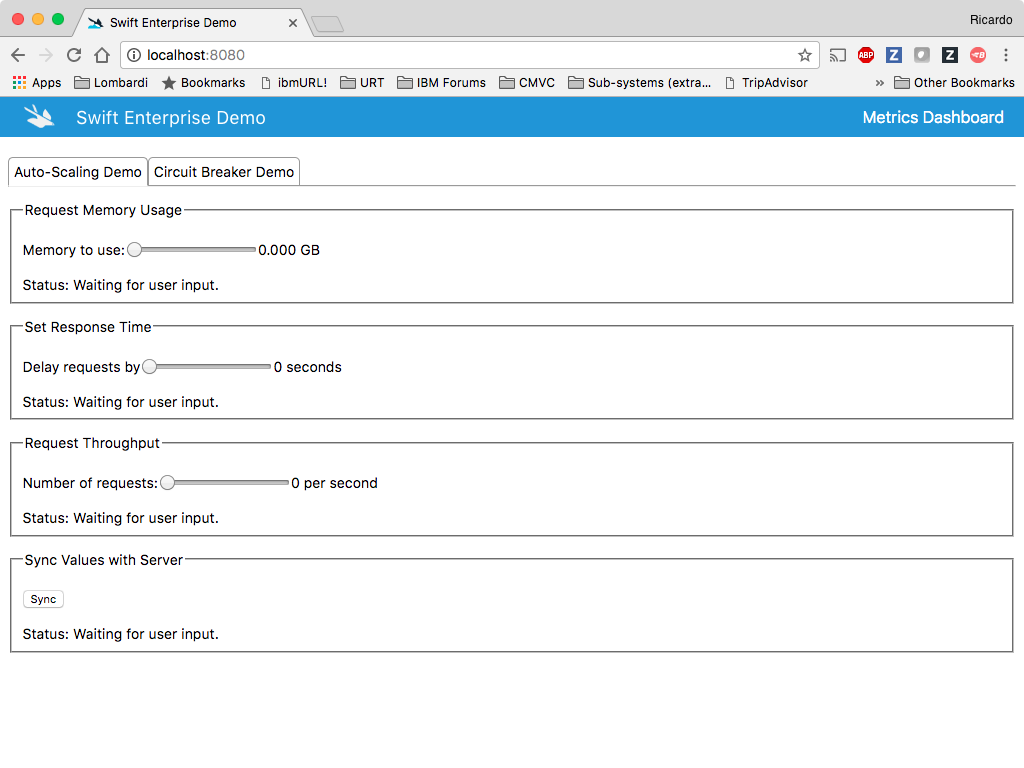 Swift Enterprise Demo
Ricardo
localhost:8080
ABP
Z
Z
Apps Lombardi Bookmarks ibmURL! URT IBM Forums CMVC Sub-systems (extra... TripAdvisor » Other Bookmarks
Swift Enterprise Demo Metrics Dashboard
Auto-Scaling Demo Circuit Breaker Demo
Request Memory Usage
Memory to use: 0.000 GB
Status: Waiting for user input.
Set Response Time
Delay requests by 0 seconds
Status: Waiting for user input.
Request Throughput
Number of requests: 0 per second
Status: Waiting for user input.
Sync Values with Server
Sync
Status: Waiting for user input.